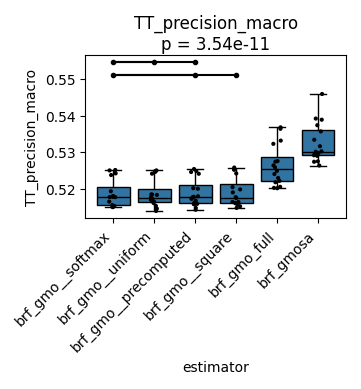 TT_precision_macro
p = 3.54e-11
TT_precision_macro
0.55
0.54
0.53
0.52
brf_gmo__softmax
brf_gmo__uniform
brf_gmo__precomputed
brf_gmo__square
brf_gmo_full
brf_gmosa
estimator